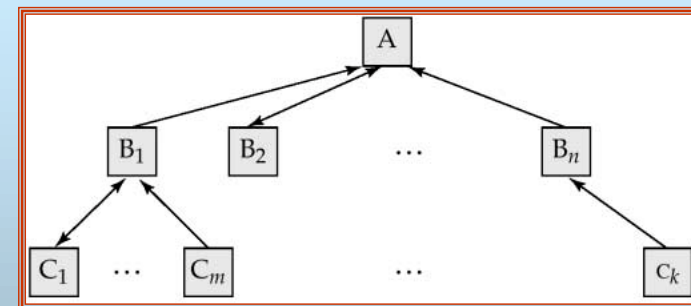 A
B₁ B₂ ... Bₙ
C₁ ... Cₘ ... Cₖ